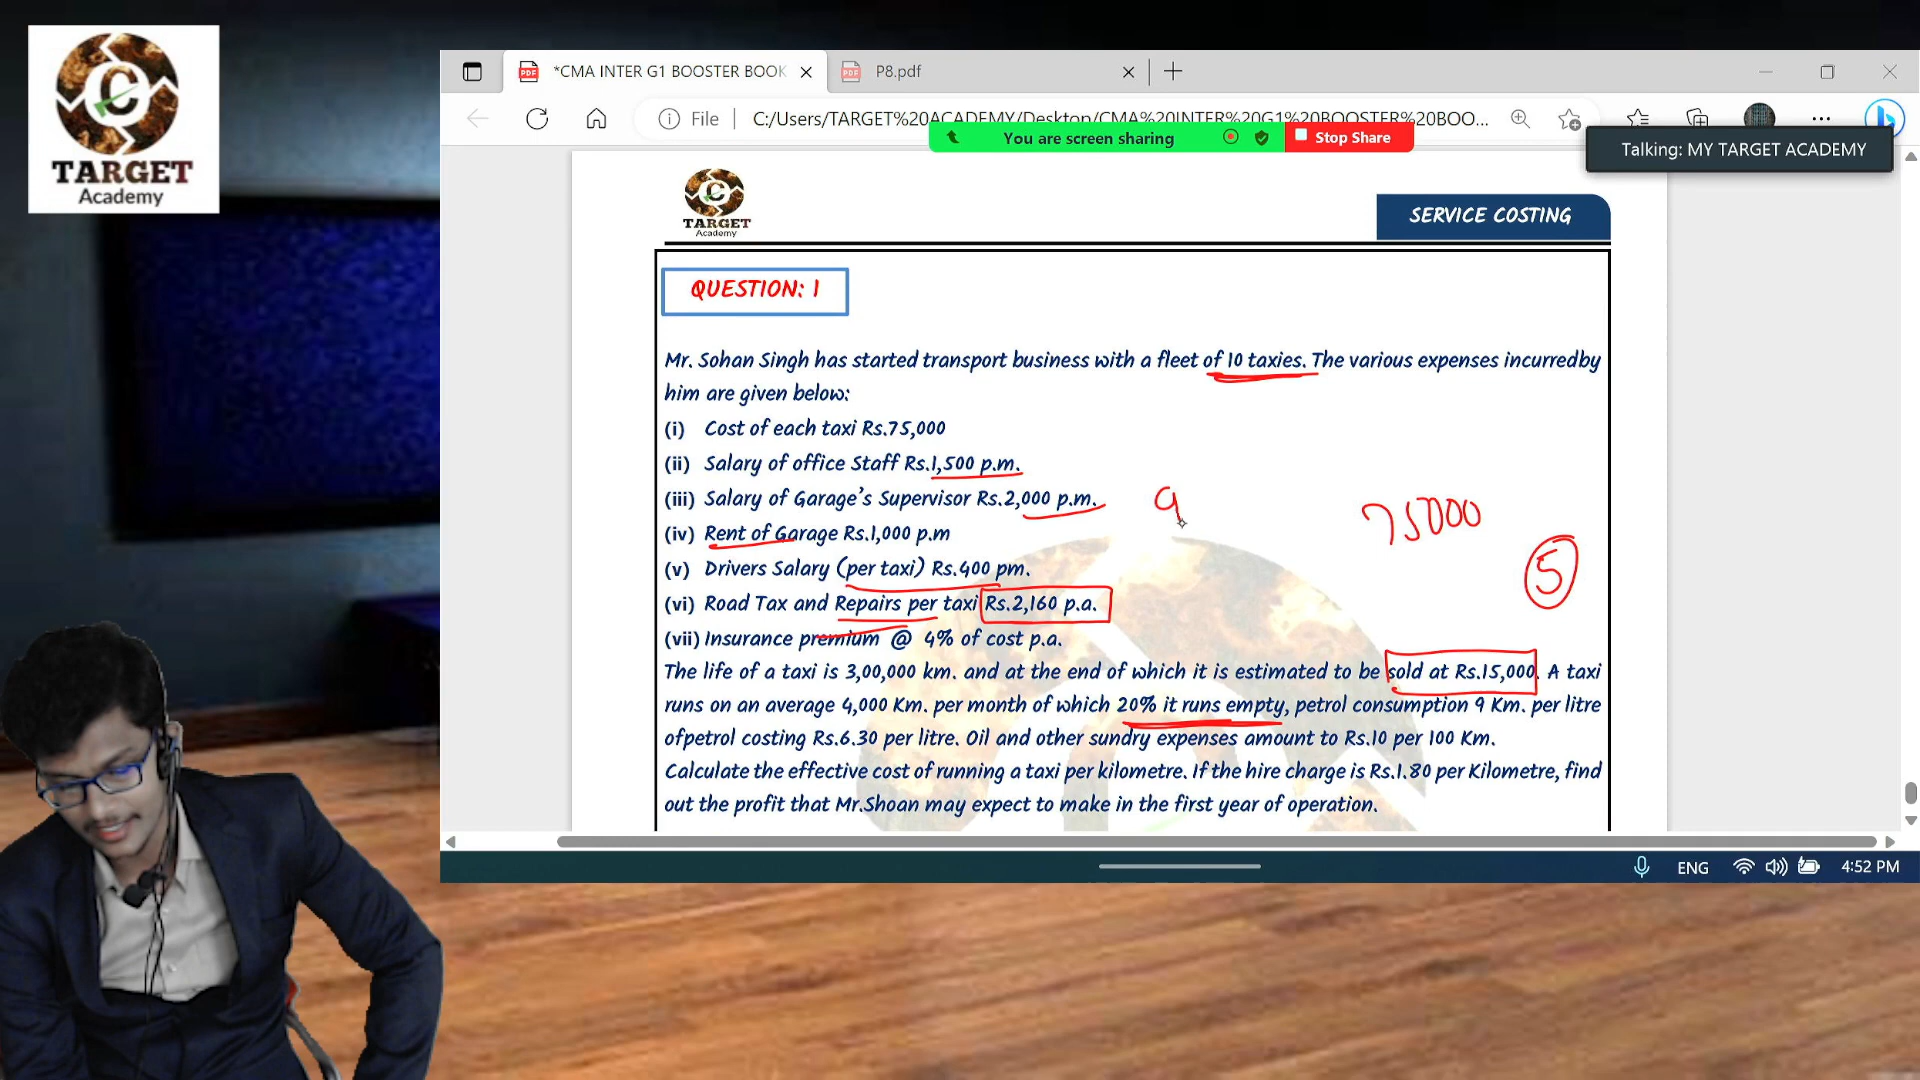 C
TARGET
Academy
*CMA INTER G1 BOOSTER BOOK
P8.pdf
File
C:/Users/TARGET%20ACADEMY/Desktop/CMA%20INTER%20G1%20BOOSTER%20BOO...
You are screen sharing
Stop Share
Talking: MY TARGET ACADEMY
C
TARGET
Academy
SERVICE COSTING
QUESTION: 1
Mr. Sohan Singh has started transport business with a fleet of 10 taxies. The various expenses incurredby
him are given below:
(i) Cost of each taxi Rs.75,000
(ii) Salary of office Staff Rs.1,500 p.m.
(iii) Salary of Garage's Supervisor Rs.2,000 p.m.
9
75000
(iv) Rent of Garage Rs.1,000 p.m
(v) Drivers Salary (per taxi) Rs.400 pm.
5
(vi) Road Tax and Repairs per taxi Rs.2,160 p.a.
(vii) Insurance premium @ 4% of cost p.a.
The life of a taxi is 3,00,000 km. and at the end of which it is estimated to be sold at Rs.15,000. A taxi
runs on an average 4,000 Km. per month of which 20% it runs empty, petrol consumption 9 Km. per litre
ofpetrol costing Rs.6.30 per litre. Oil and other sundry expenses amount to Rs.10 per 100 Km.
Calculate the effective cost of running a taxi per kilometre. If the hire charge is Rs.1.80 per Kilometre, find
out the profit that Mr.Shoan may expect to make in the first year of operation.
ENG
4:52 PM